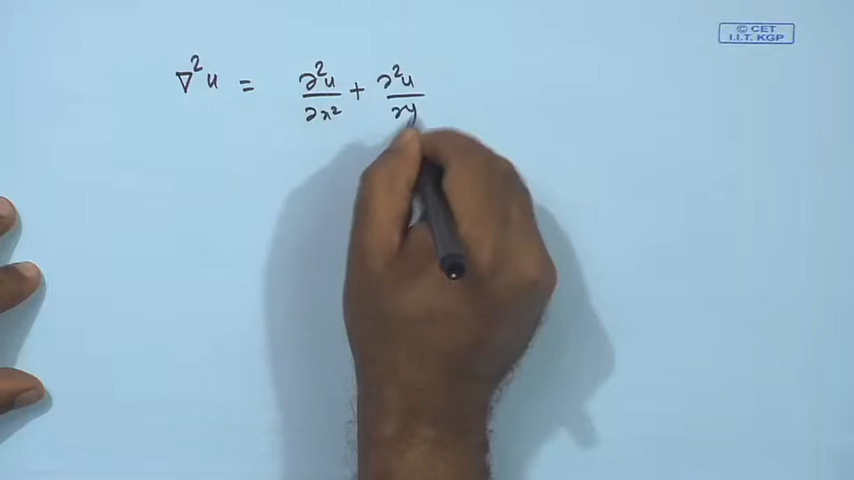 © CET
I.I.T. KGP
∇²u = ∂²u/∂x² + ∂²u/∂y